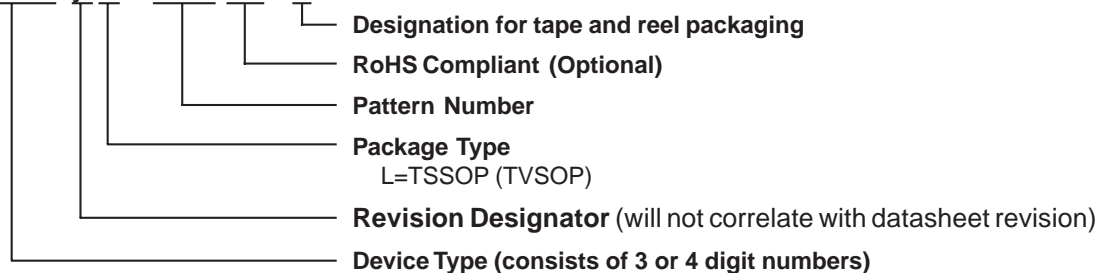 Designation for tape and reel packaging
RoHS Compliant (Optional)
Pattern Number
Package Type
L=TSSOP (TVSOP)
Revision Designator (will not correlate with datasheet revision)
Device Type (consists of 3 or 4 digit numbers)